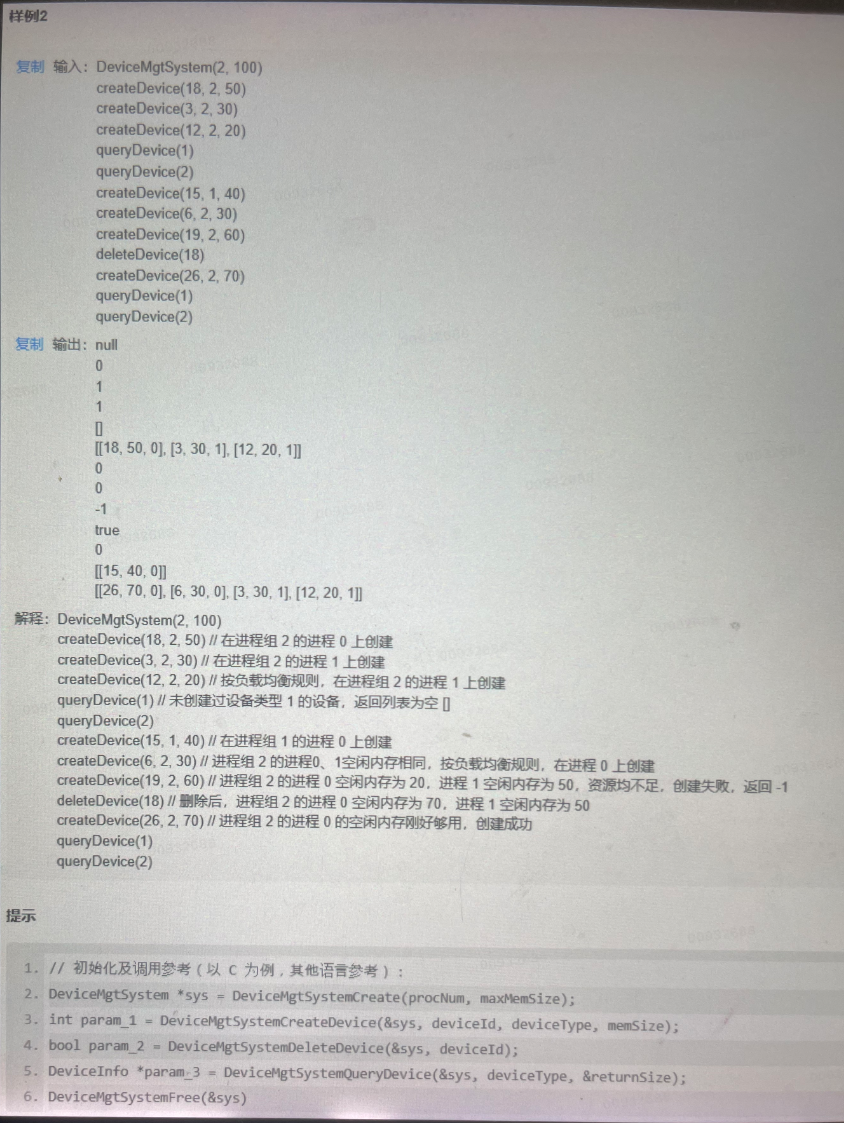 样例2
复制 输入：DeviceMgtSystem(2, 100)
createDevice(18, 2, 50)
createDevice(3, 2, 30)
createDevice(12, 2, 20)
queryDevice(1)
queryDevice(2)
createDevice(15, 1, 40)
createDevice(6, 2, 30)
createDevice(19, 2, 60)
deleteDevice(18)
createDevice(26, 2, 70)
queryDevice(1)
queryDevice(2)
复制 输出：null
0
1
1
[]
[[18, 50, 0], [3, 30, 1], [12, 20, 1]]
0
0
-1
true
0
[[15, 40, 0]]
[[26, 70, 0], [6, 30, 0], [3, 30, 1], [12, 20, 1]]
解释：DeviceMgtSystem(2, 100)
createDevice(18, 2, 50) // 在进程组 2 的进程 0 上创建
createDevice(3, 2, 30) // 在进程组 2 的进程 1 上创建
createDevice(12, 2, 20) // 按负载均衡规则，在进程组 2 的进程 1 上创建
queryDevice(1) // 未创建过设备类型 1 的设备，返回列表为空 []
queryDevice(2)
createDevice(15, 1, 40) // 在进程组 1 的进程 0 上创建
createDevice(6, 2, 30) // 进程组 2 的进程0、1空闲内存相同，按负载均衡规则，在进程 0 上创建
createDevice(19, 2, 60) // 进程组 2 的进程 0 空闲内存为 20，进程 1 空闲内存为 50，资源均不足，创建失败，返回 -1
deleteDevice(18) // 删除后，进程组 2 的进程 0 空闲内存为 70，进程 1 空闲内存为 50
createDevice(26, 2, 70) // 进程组 2 的进程 0 的空闲内存刚好够用，创建成功
queryDevice(1)
queryDevice(2)
提示
1. // 初始化及调用参考（以 C 为例，其他语言参考）：
2. DeviceMgtSystem *sys = DeviceMgtSystemCreate(procNum, maxMemSize);
3. int param_1 = DeviceMgtSystemCreateDevice(&sys, deviceId, deviceType, memSize);
4. bool param_2 = DeviceMgtSystemDeleteDevice(&sys, deviceId);
5. DeviceInfo *param_3 = DeviceMgtSystemQueryDevice(&sys, deviceType, &returnSize);
6. DeviceMgtSystemFree(&sys)